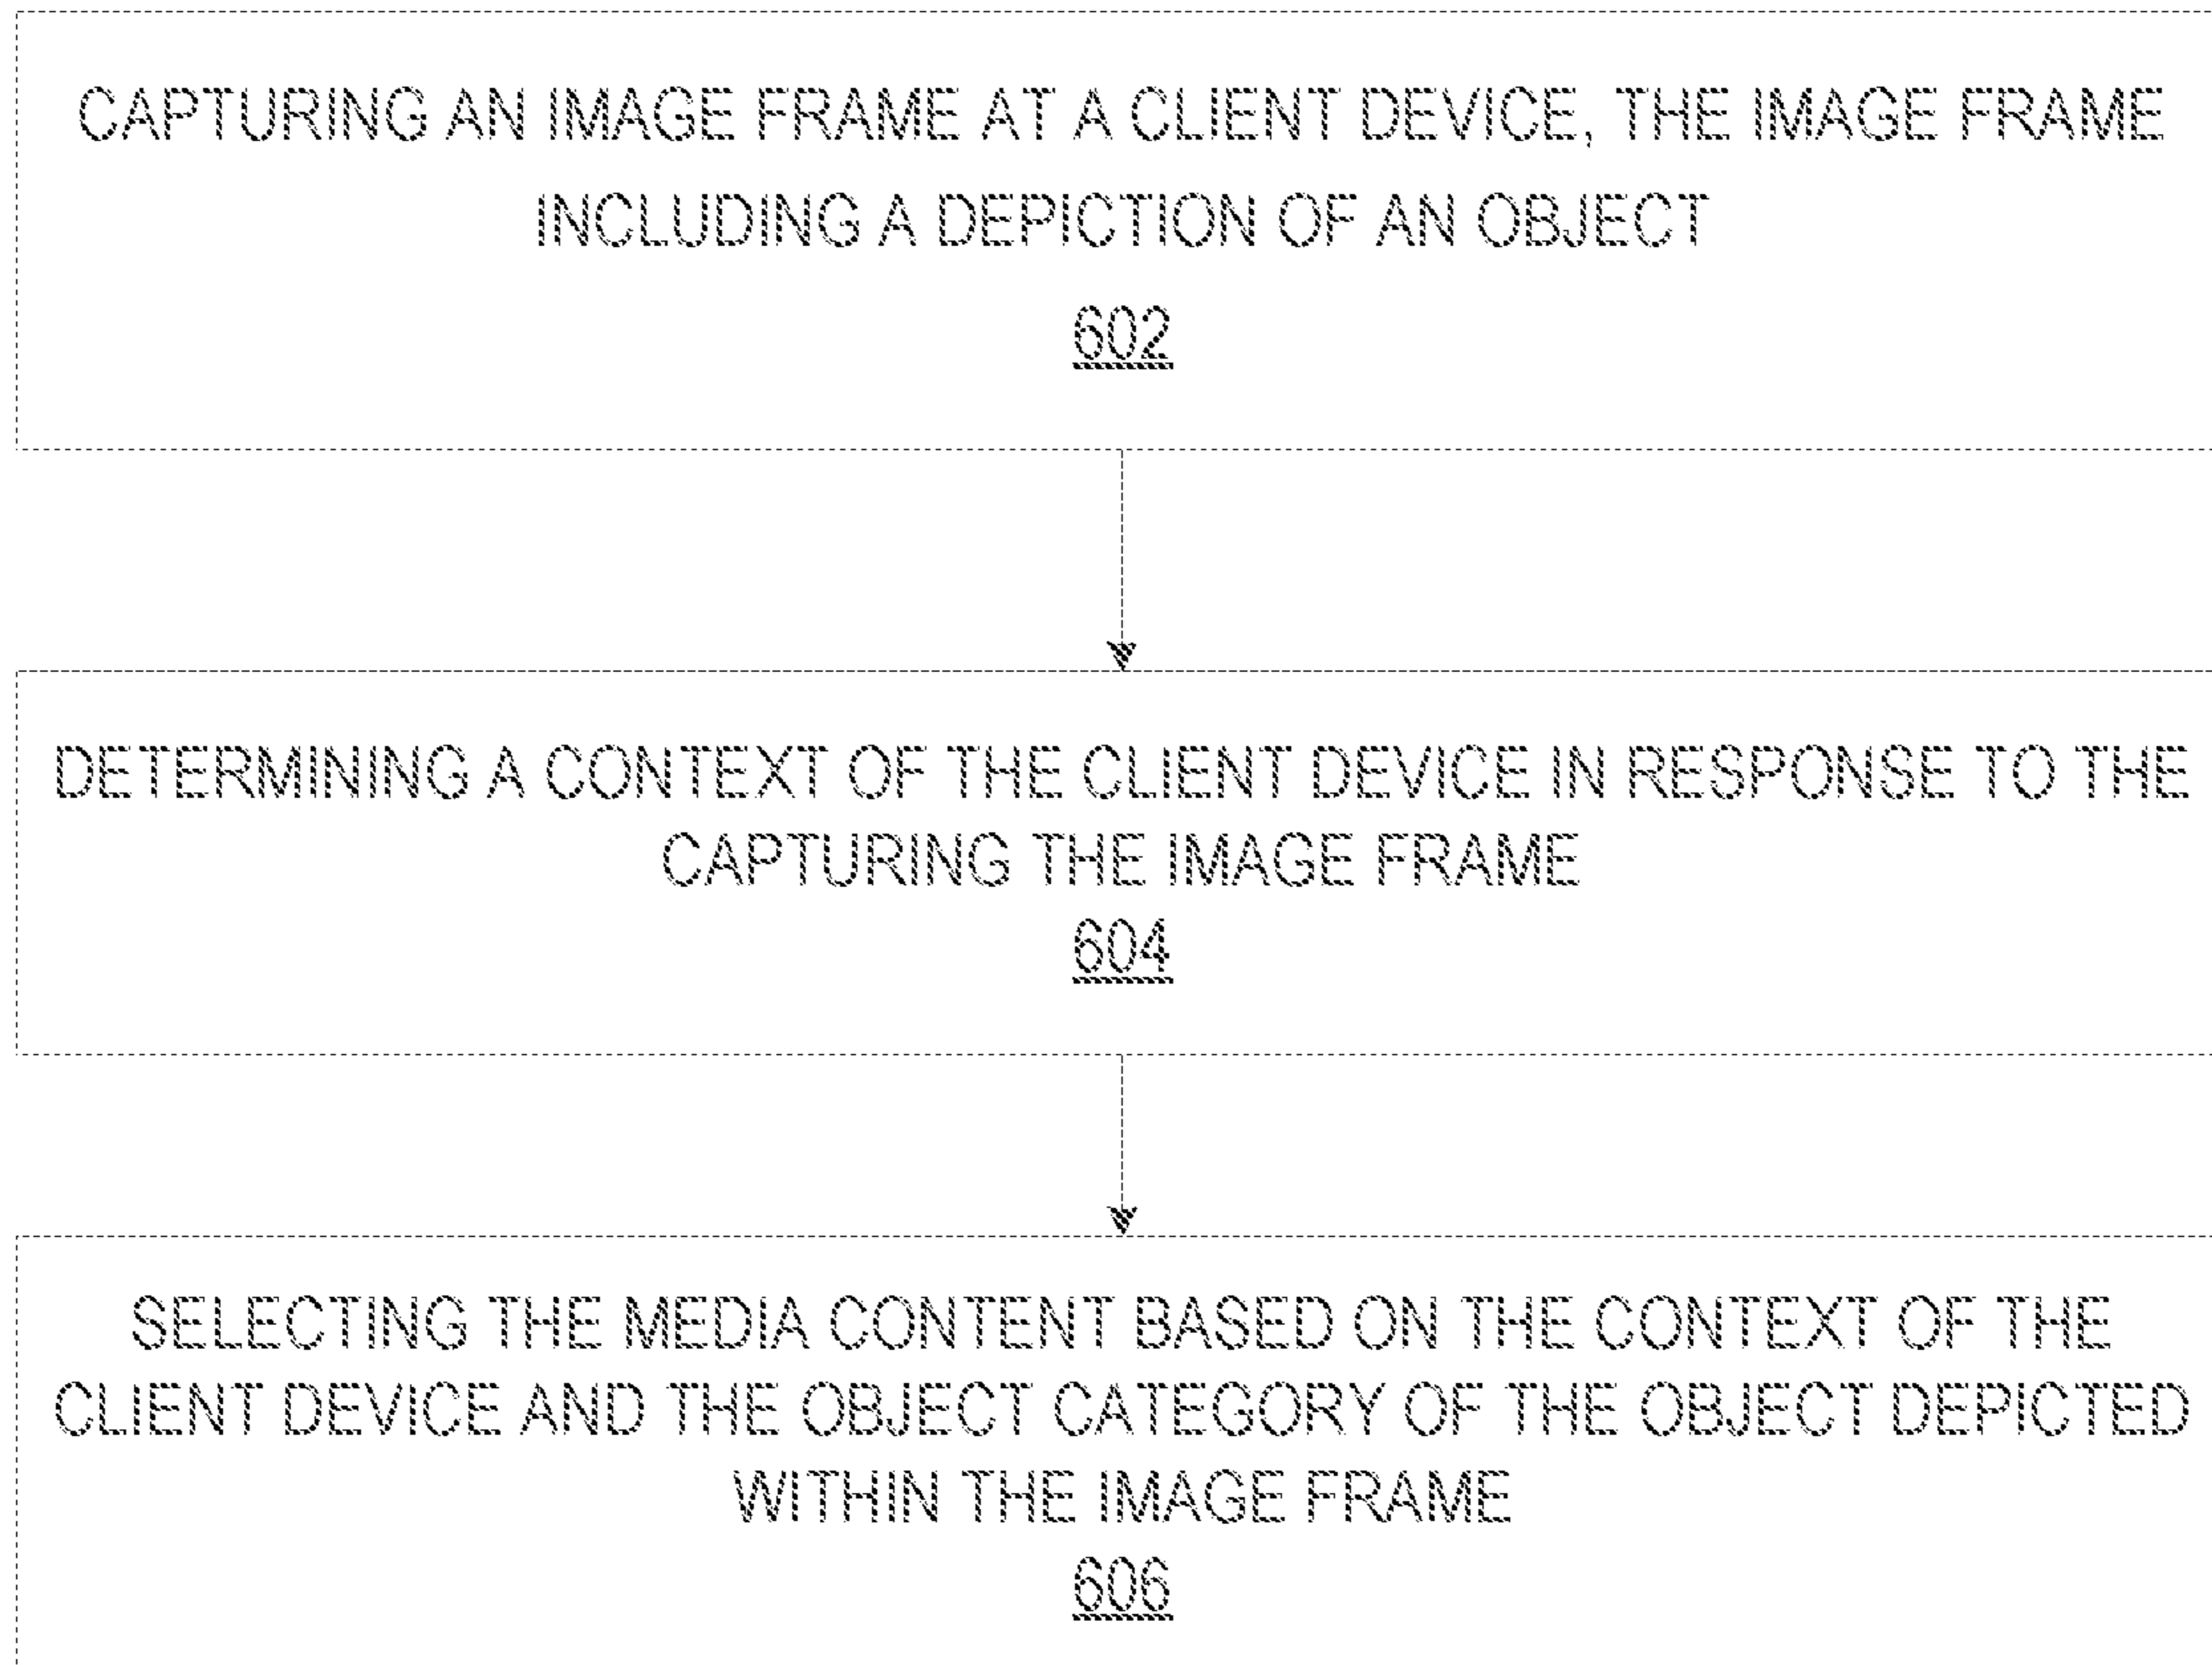 CAPTURING AN IMAGE FRAME AT A CLIENT DEVICE, THE IMAGE FRAME
INCLUDING A DEPICTION OF AN OBJECT
602
DETERMINING A CONTEXT OF THE CLIENT DEVICE IN RESPONSE TO THE
CAPTURING THE IMAGE FRAME
604
SELECTING THE MEDIA CONTENT BASED ON THE CONTEXT OF THE
CLIENT DEVICE AND THE OBJECT CATEGORY OF THE OBJECT DEPICTED
WITHIN THE IMAGE FRAME
606